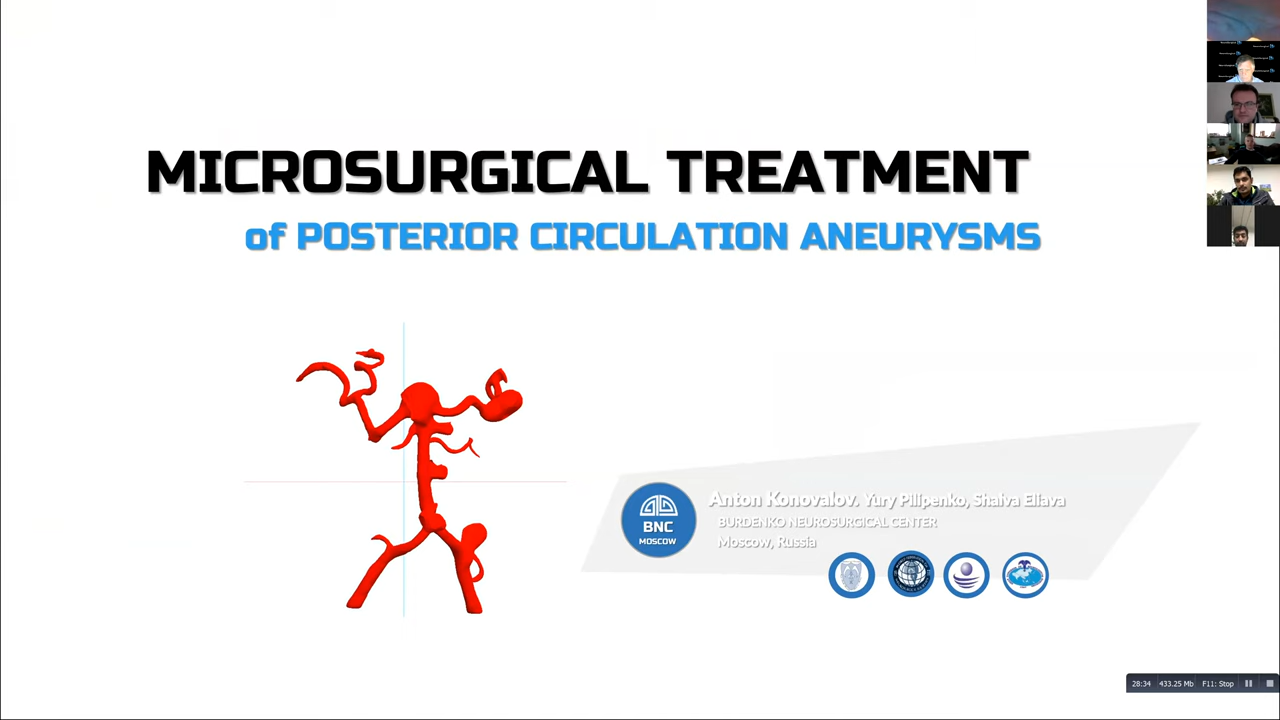 MICROSURGICAL TREATMENT
of POSTERIOR CIRCULATION ANEURYSMS
BNC
MOSCOW
Anton Konovalov. Yury Pilipenko, Shalva Eliava
BURDENKO NEUROSURGICAL CENTER
Moscow, Russia
28:34 433.25 Mb F11: Stop